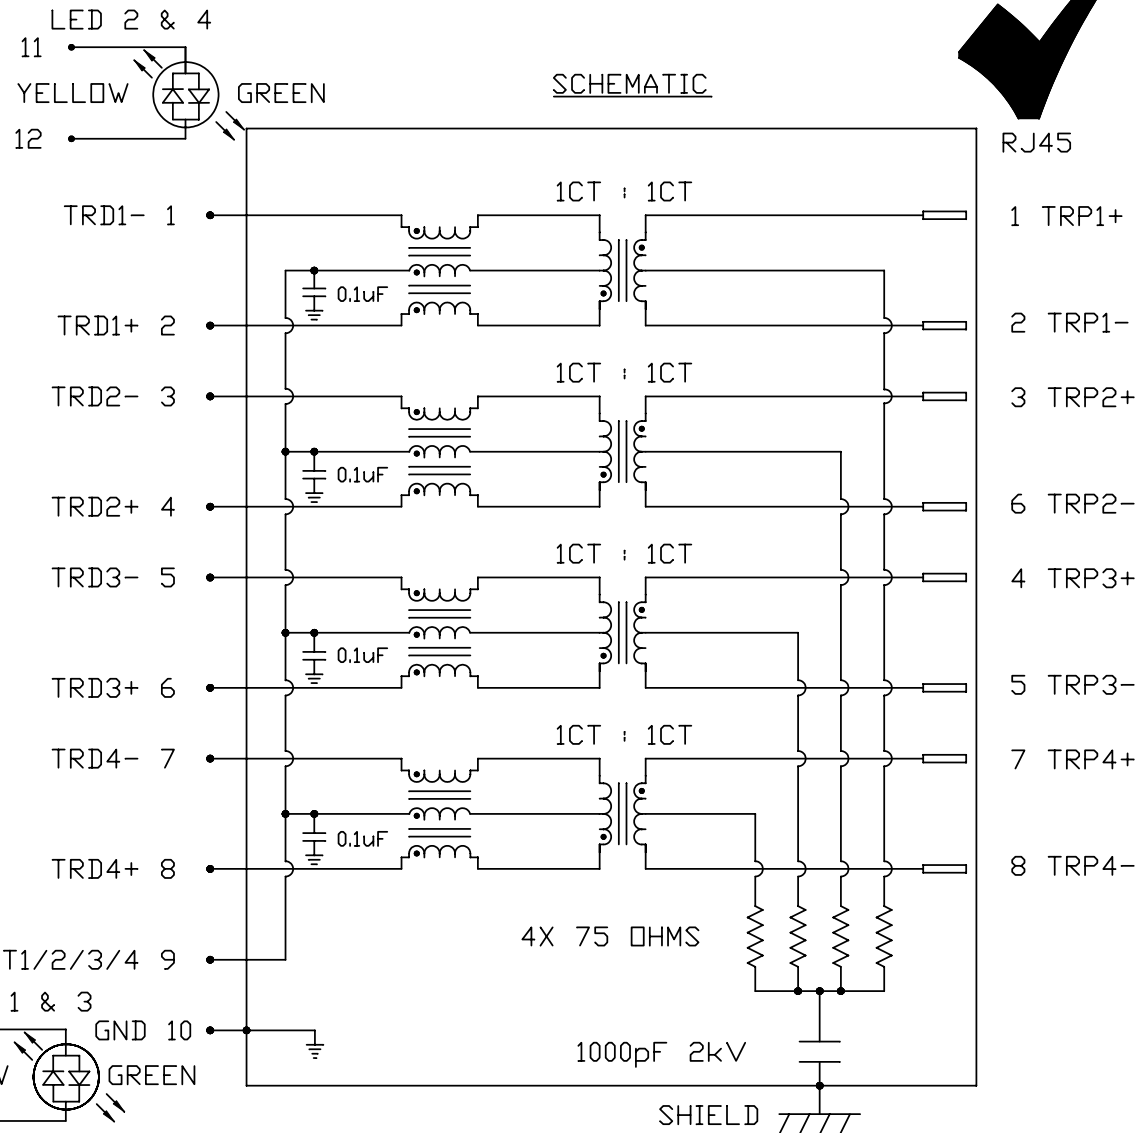 LED 2 & 4
11
YELLOW GREEN
12
SCHEMATIC
RJ45
1CT : 1CT
TRD1- 1
1 TRP1+
0.1uF
TRD1+ 2
2 TRP1-
1CT : 1CT
TRD2- 3
3 TRP2+
0.1uF
TRD2+ 4
6 TRP2-
1CT : 1CT
TRD3- 5
4 TRP3+
0.1uF
TRD3+ 6
5 TRP3-
1CT : 1CT
TRD4- 7
7 TRP4+
0.1uF
TRD4+ 8
8 TRP4-
4X 75 OHMS
T1/2/3/4 9
1 & 3
GND 10
1000pF 2kV
GREEN
SHIELD